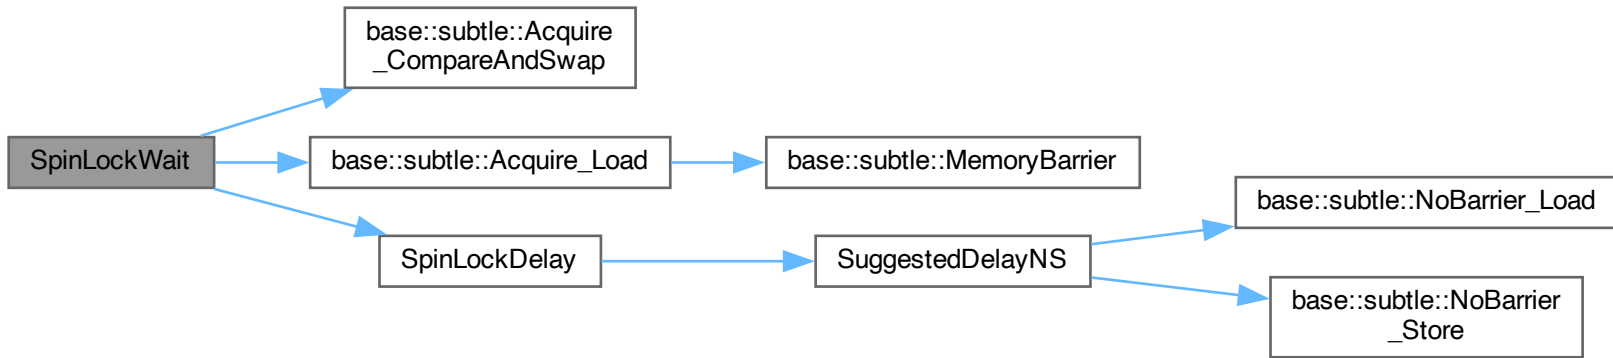 base::subtle::Acquire
_CompareAndSwap
SpinLockWait
base::subtle::Acquire_Load
base::subtle::MemoryBarrier
base::subtle::NoBarrier_Load
SpinLockDelay
SuggestedDelayNS
base::subtle::NoBarrier
_Store